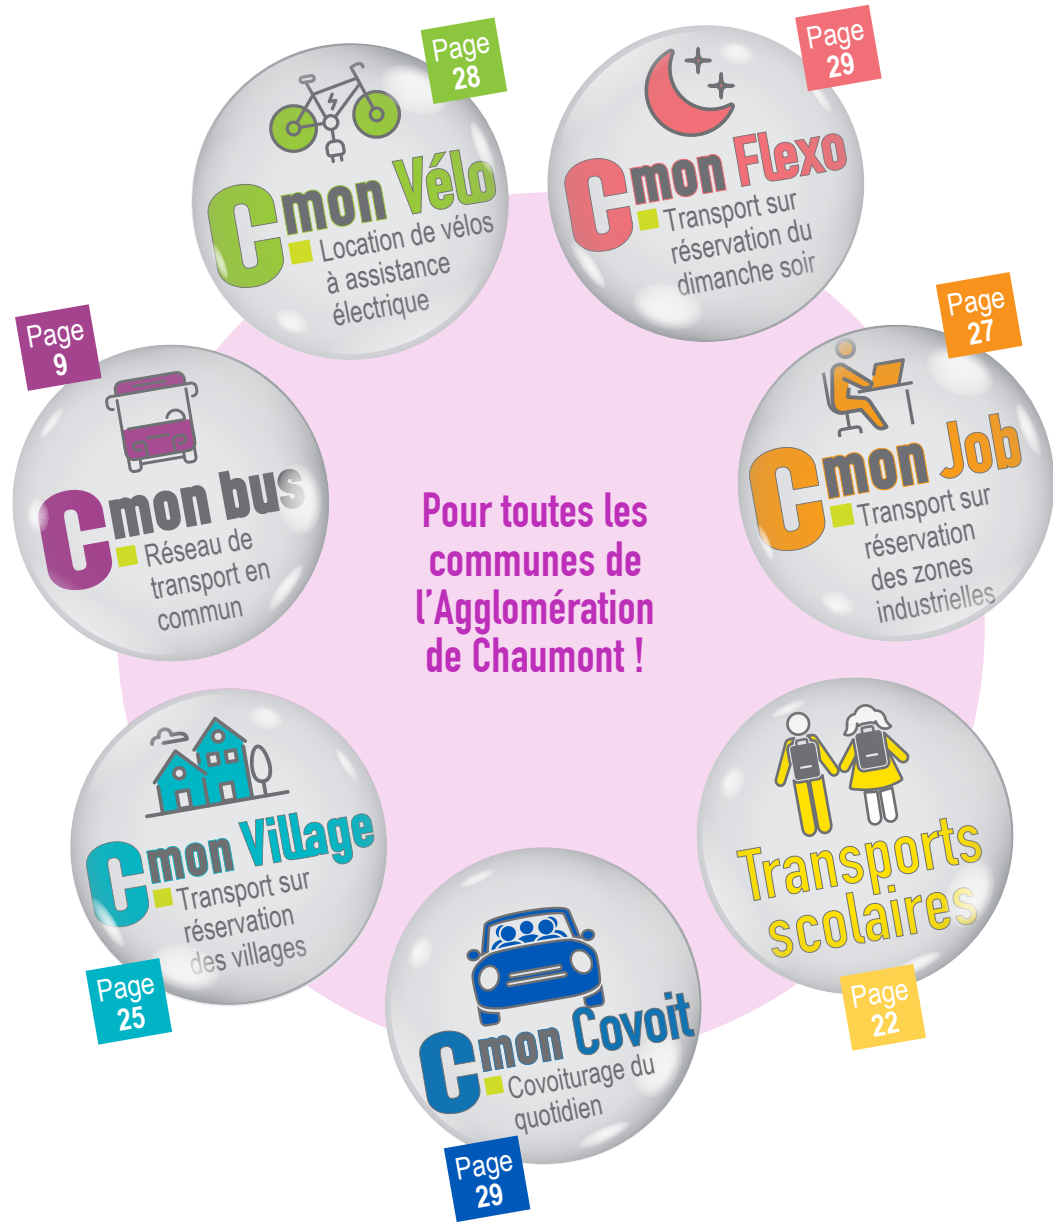 Page
28
C mon Vélo
Location de vélos
à assistance
électrique
Page
29
C mon Flexo
Transport sur
réservation du
dimanche soir
Page
9
C mon bus
Réseau de
transport en
commun
Page
27
C mon Job
Transport sur
réservation
des zones
industrielles
Pour toutes les
communes de
l'Agglomération
de Chaumont !
C mon Village
Transport sur
réservation
des villages
Page
25
Transports
scolaires
Page
22
C mon Covoit
Covoiturage du
quotidien
Page
29